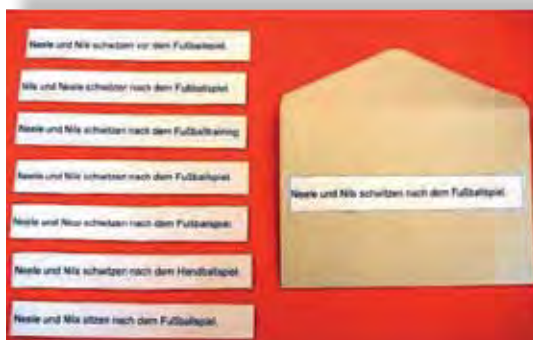 Neele und Nils schwitzen vor dem Fußballspiel.
Nils und Neele schwitzen nach dem Fußballspiel.
Neele und Nils schwitzen nach dem Fußballtraining.
Neele und Nils schwitzen nach dem Fußballspiel.
Neele und schwitzen nach dem Fußballspiel.
Neele und Nils schwitzen nach dem Handballspiel.
Neele und Nils sitzen nach dem Fußballspiel.
Neele und Nils schwitzen nach dem Fußballspiel.